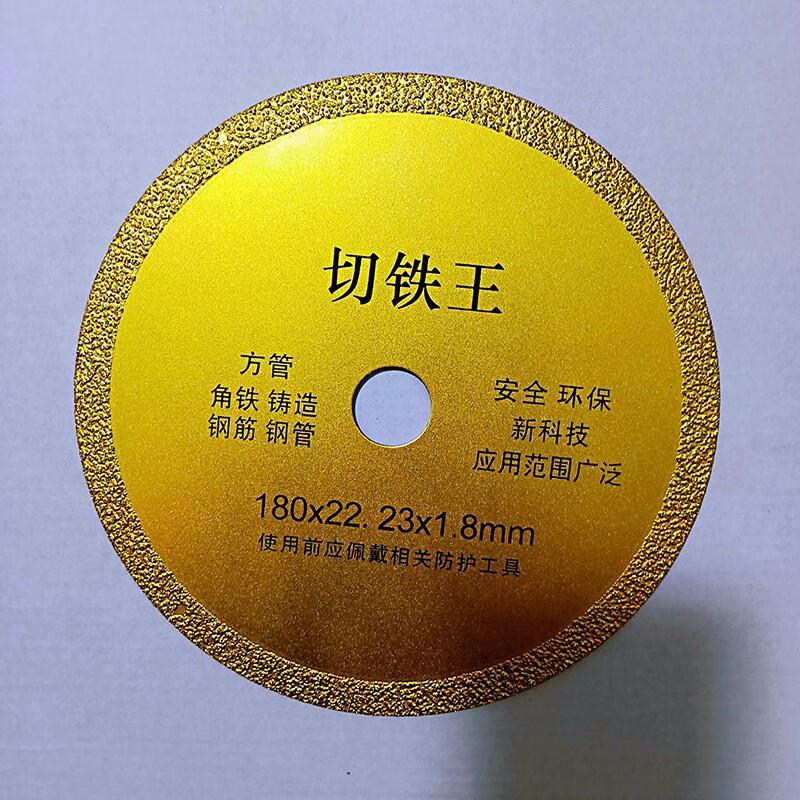 切铁王
方管
角铁 铸造
钢筋 钢管
安全 环保
新科技
应用范围广泛
180x22. 23x1.8mm
使用前应佩戴相关防护工具